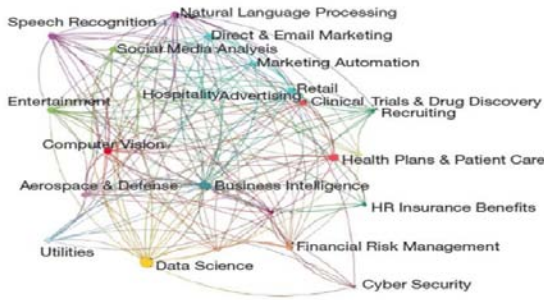 Natural Language Processing
Speech Recognition
Direct & Email Marketing
Social Media Analysis
Marketing Automation
Retail
Hospitality
Advertising
Clinical Trials & Drug Discovery
Entertainment
Recruiting
Computer Vision
Health Plans & Patient Care
Aerospace & Defense
Business Intelligence
HR Insurance Benefits
Utilities
Financial Risk Management
Data Science
Cyber Security